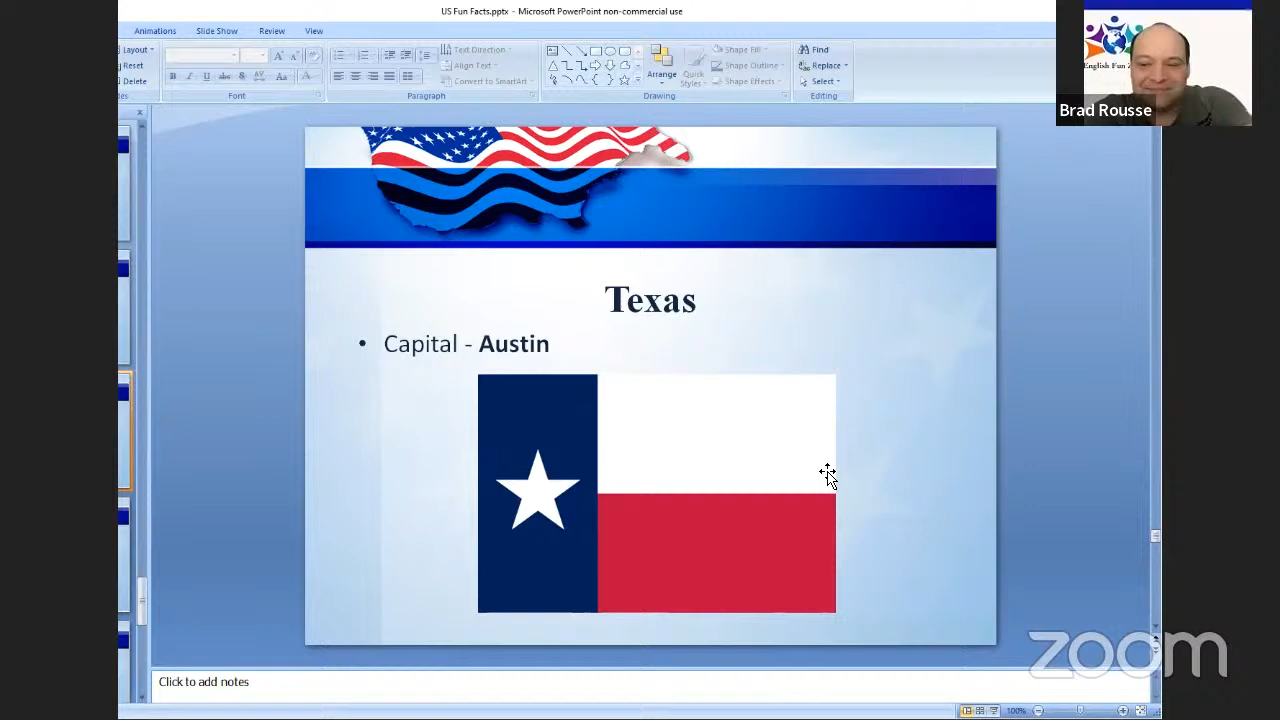 US Fun Facts.pptx - Microsoft PowerPoint non-commercial use
Animations Slide Show Review View
Layout
Reset
Delete
Text Direction
Align Text
Convert to SmartArt
Arrange
Quick
Styles
Shape Fill
Shape Outline
Shape Effects
Find
Replace
Select
Font Paragraph Drawing Editing
English Fun
Brad Rousse
Texas
• Capital - Austin
Click to add notes
100%
zoom